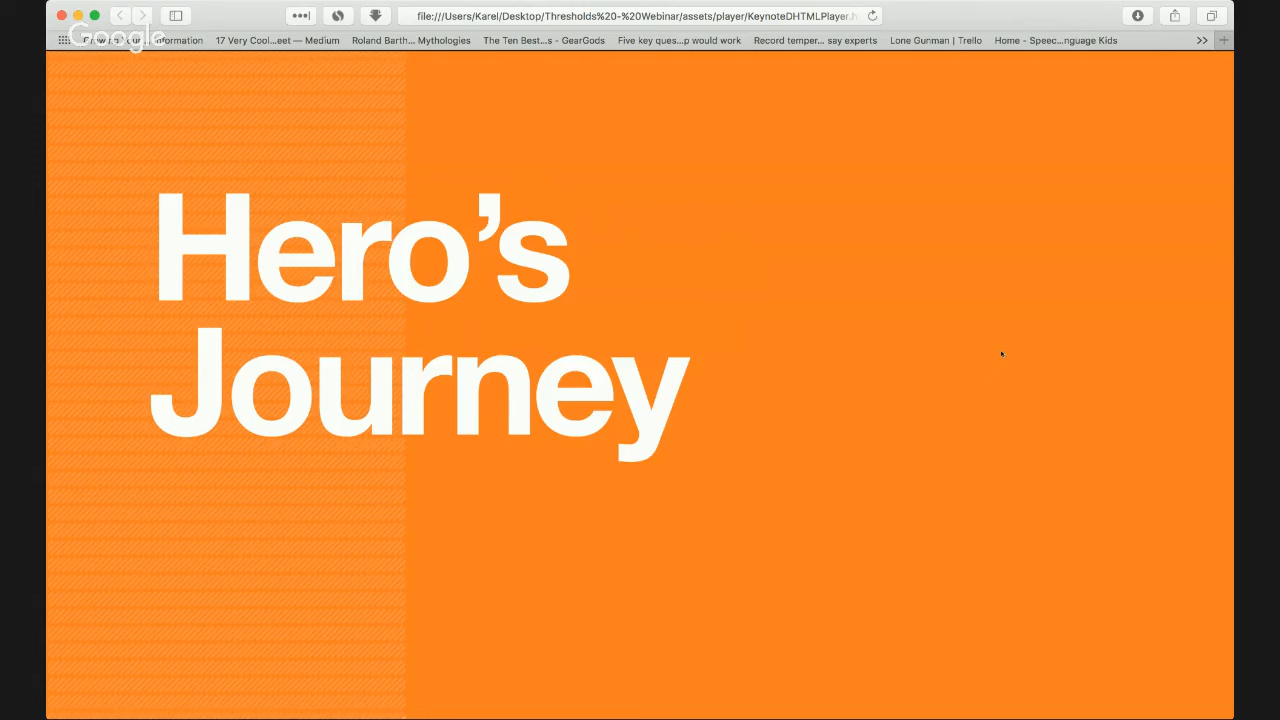 file:///Users/Karel/Desktop/Thresholds%20-%20Webinar/assets/player/KeynoteDHTMLPlayer.h
Google
17 Very Cool...eet — Medium
Roland Barth... Mythologies
The Ten Best...s - GearGods
Five key ques...p would work
Record temper... say experts
Lone Gunman | Trello
Home - Speec...nguage Kids
Hero’s
Journey